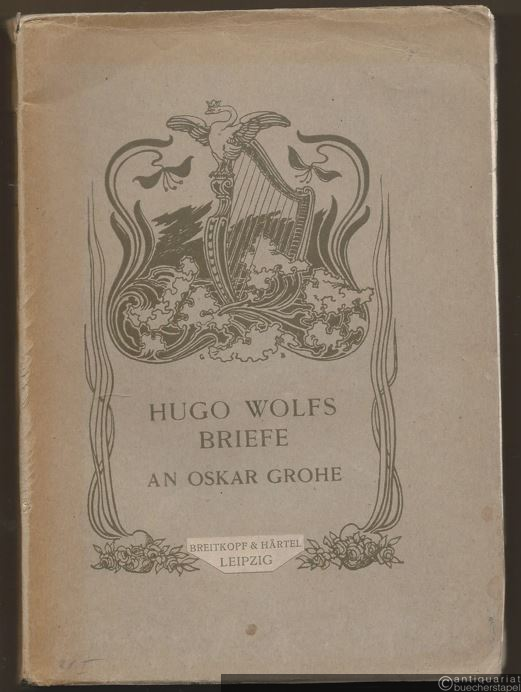 HUGO WOLFS
BRIEFE
AN OSKAR GROHE
BREITKOPF & HÄRTEL
LEIPZIG
©antiquariat
buecherstapel